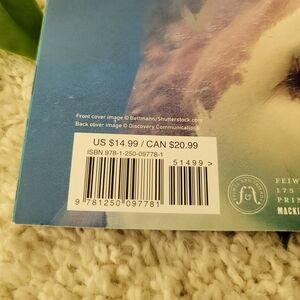 Front cover image © Bettmann/Shutterstock.com
Back cover image © Discovery Communications
US $14.99 / CAN $20.99
ISBN 978-1-250-09778-1
51499 >
9 781250 097781
FEIW
175
PRIN
MACKI